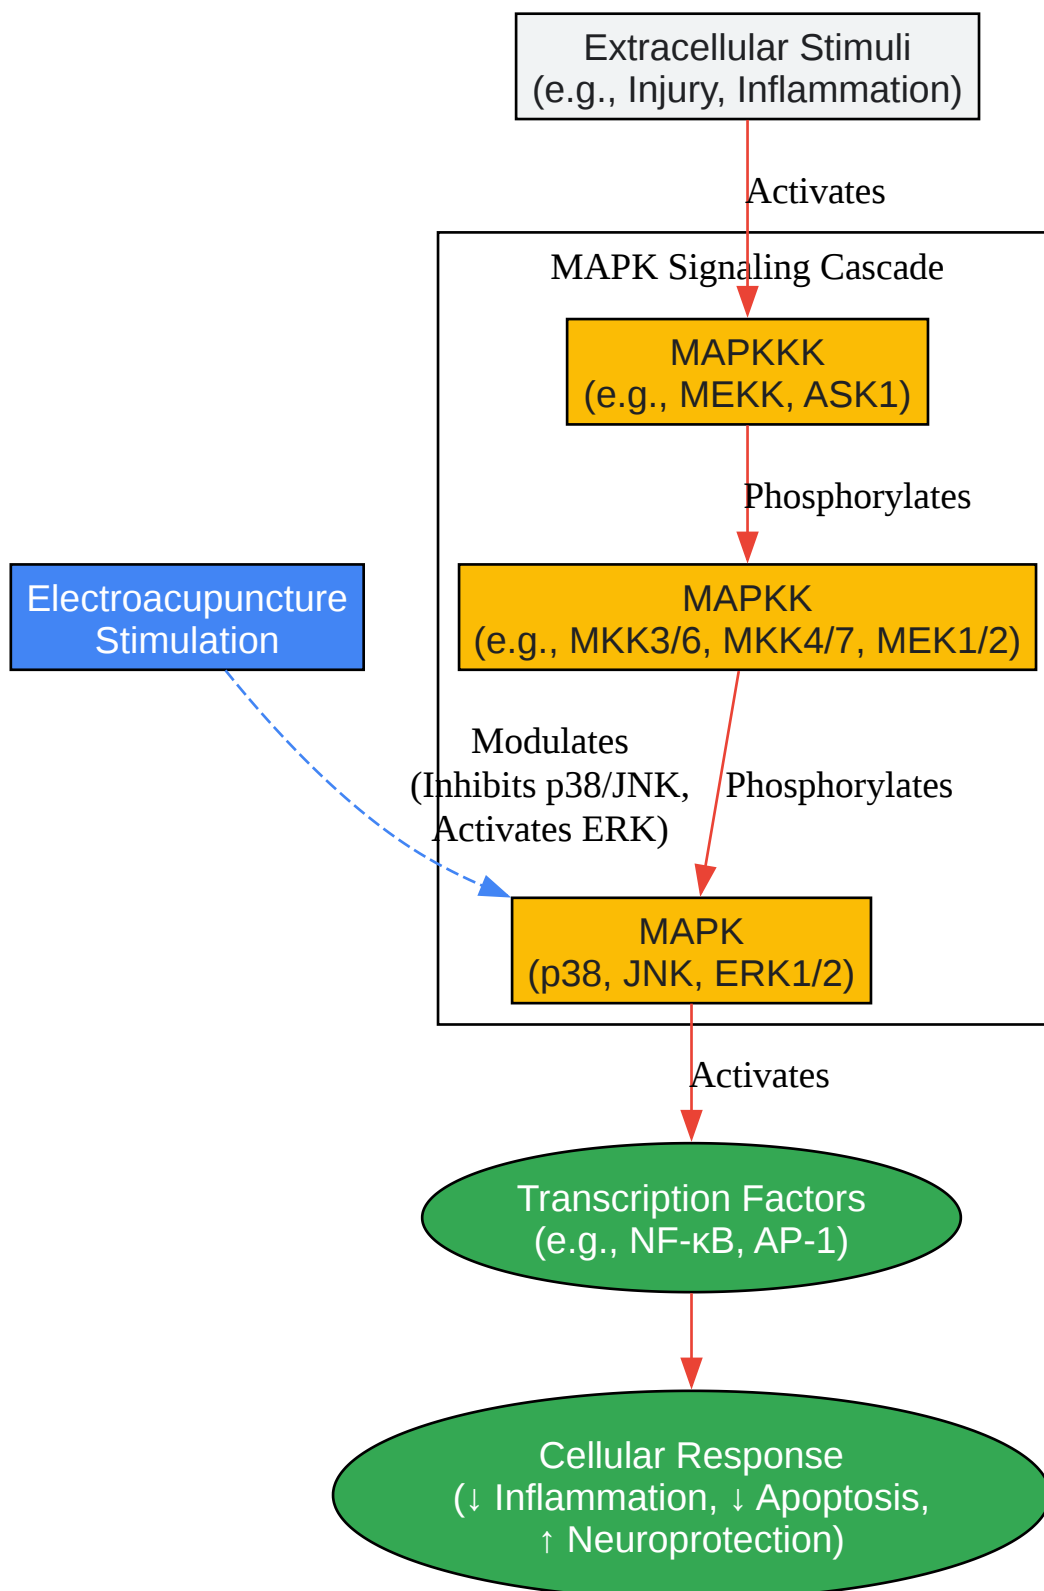 Extracellular Stimuli
(e.g., Injury, Inflammation)
Activates
MAPK Signaling Cascade
MAPKKK
(e.g., MEKK, ASK1)
Phosphorylates
Electroacupuncture
Stimulation
MAPKK
(e.g., MKK3/6, MKK4/7, MEK1/2)
Modulates
(Inhibits p38/JNK,
Activates ERK)
Phosphorylates
MAPK
(p38, JNK, ERK1/2)
Activates
Transcription Factors
(e.g., NF-κB, AP-1)
Cellular Response
(↓ Inflammation, ↓ Apoptosis,
↑ Neuroprotection)